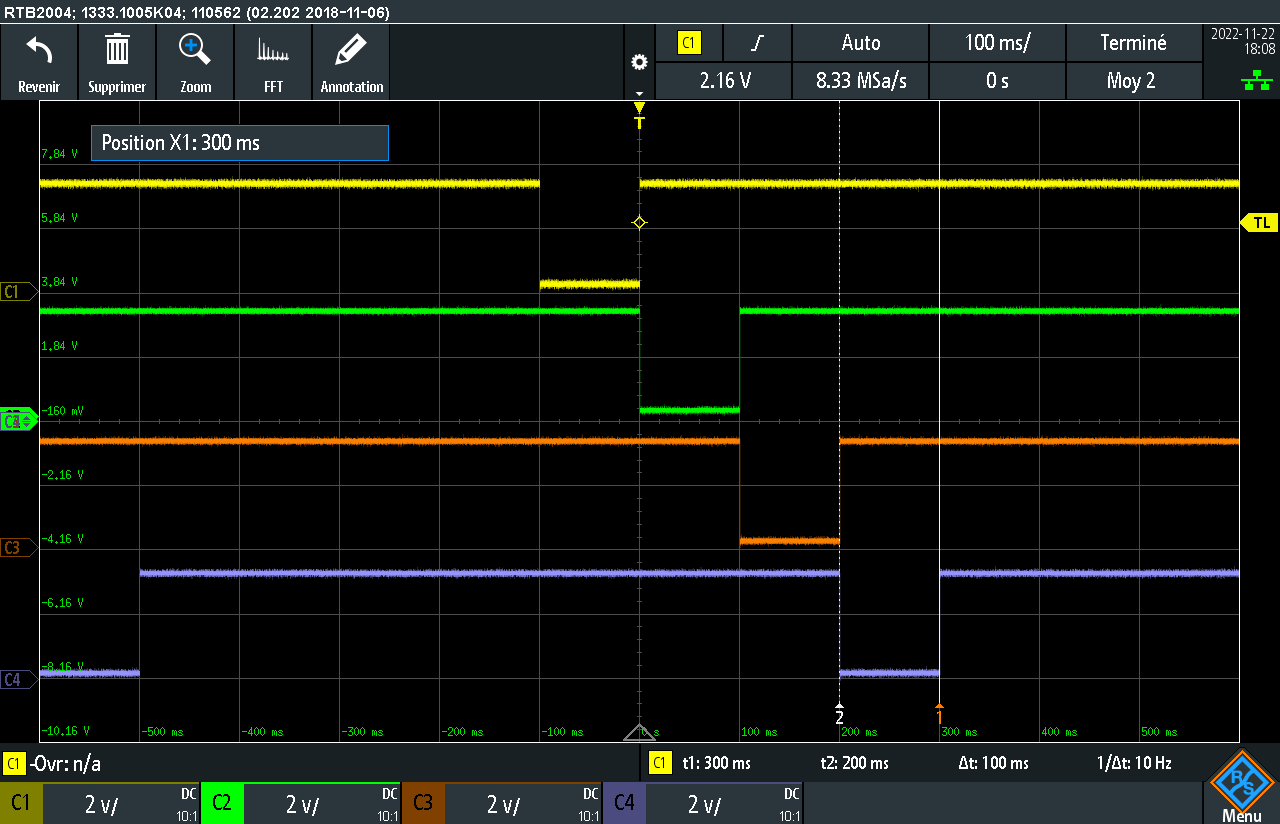 RTB2004; 1333.1005K04; 110562 (02.202 2018-11-06)
Revenir
Supprimer
Zoom
FFT
Annotation
C1
Auto
100 ms/
Terminé
2022-11-22
18:08
2.16 V
8.33 MSa/s
0 s
Moy 2
T
Position X1: 300 ms
7.84 V
5.84 V
TL
3.84 V
C1
1.84 V
-160 mV
-2.16 V
-4.16 V
C3
-6.16 V
-8.16 V
C4
2
1
-10.16 V
-500 ms
-400 ms
-300 ms
-200 ms
-100 ms
0 s
100 ms
200 ms
300 ms
400 ms
500 ms
C1
-Ovr: n/a
C1
t1: 300 ms
t2: 200 ms
Δt: 100 ms
1/Δt: 10 Hz
C1
2 V/
DC
10:1
C2
2 V/
DC
10:1
C3
2 V/
DC
10:1
C4
2 V/
DC
10:1
R S
Menu